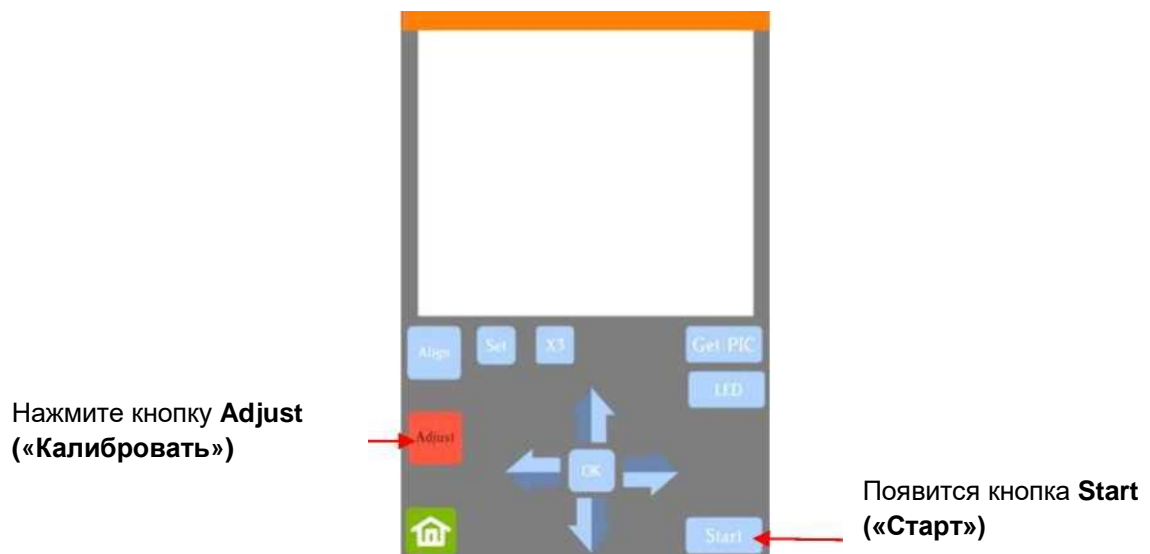 Align
Set
X3
Get PIC
LED
Нажмите кнопку Adjust
(«Калибровать»)
Adjust
OK
Появится кнопка Start
(«Старт»)
Start